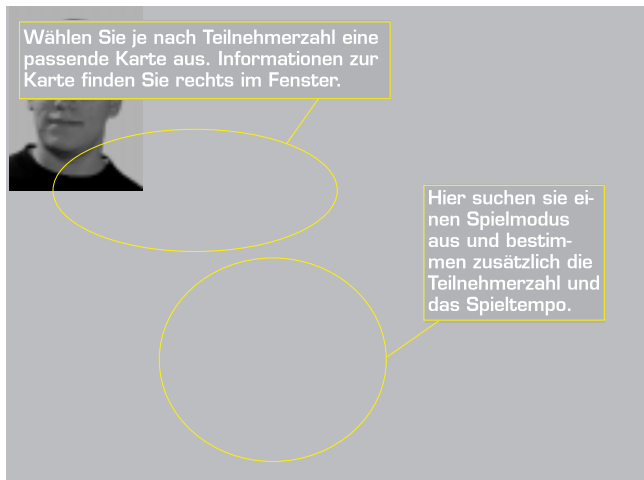 Wählen Sie je nach Teilnehmerzahl eine
passende Karte aus. Informationen zur
Karte finden Sie rechts im Fenster.
Hier suchen sie ei-
nen Spielmodus
aus und bestim-
men zusätzlich die
Teilnehmerzahl und
das Spieltempo.